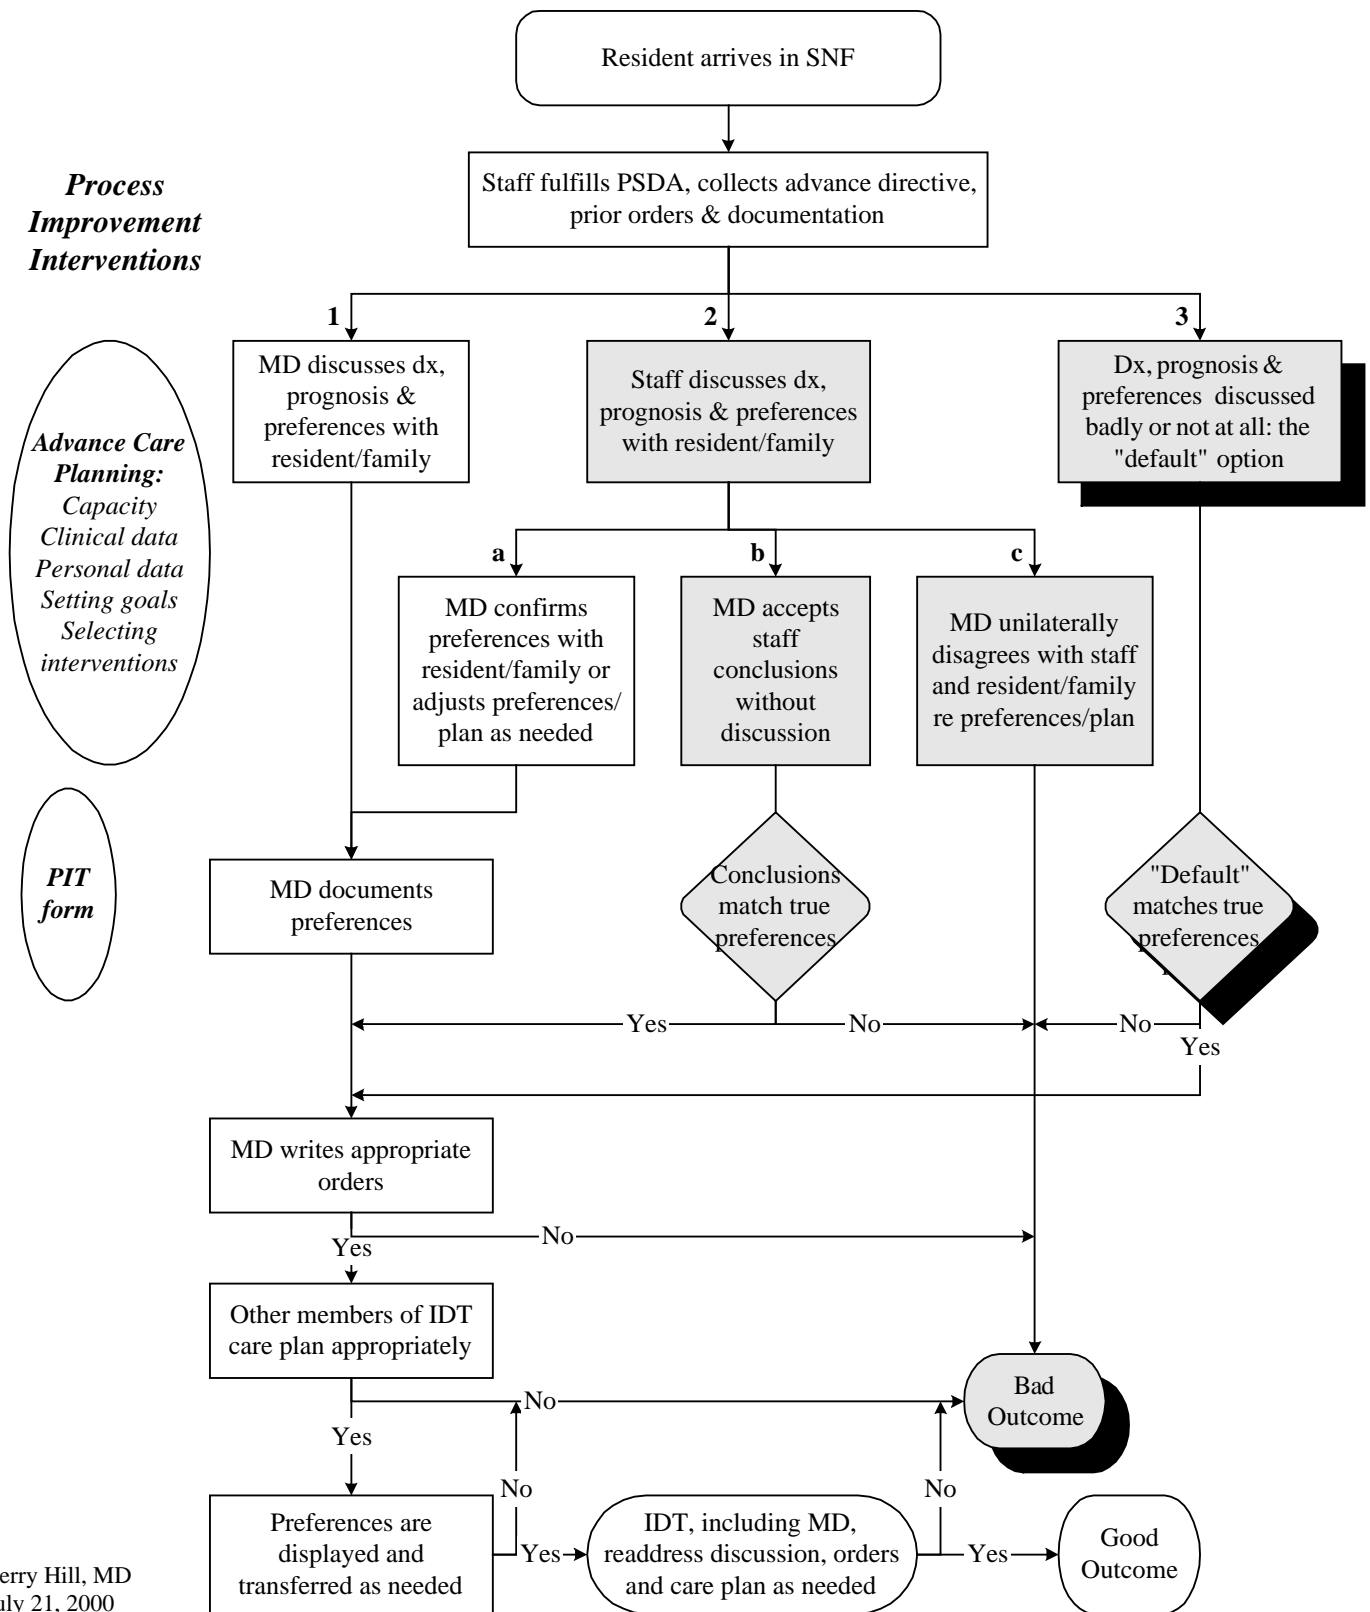 Resident arrives in SNF
Staff fulfills PSDA, collects advance directive,
prior orders & documentation
Process
Improvement
Interventions
1
2
3
MD discusses dx,
prognosis &
preferences with
resident/family
Staff discusses dx,
prognosis & preferences
with resident/family
Dx, prognosis &
preferences discussed
badly or not at all: the
"default" option
Advance Care
Planning:
Capacity
Clinical data
Personal data
Setting goals
Selecting
interventions
a
b
c
MD confirms
preferences with
resident/family or
adjusts preferences/
plan as needed
MD accepts
staff
conclusions
without
discussion
MD unilaterally
disagrees with staff
and resident/family
re preferences/plan
PIT
form
MD documents
preferences
Conclusions
match true
preferences
"Default"
matches true
preferences
Yes
No
No
Yes
MD writes appropriate
orders
Yes
No
Other members of IDT
care plan appropriately
No
Yes
Bad
Outcome
No
No
Preferences are
displayed and
transferred as needed
Yes
IDT, including MD,
readdress discussion, orders
and care plan as needed
Yes
Good
Outcome
erry Hill, MD
uly 21, 2000